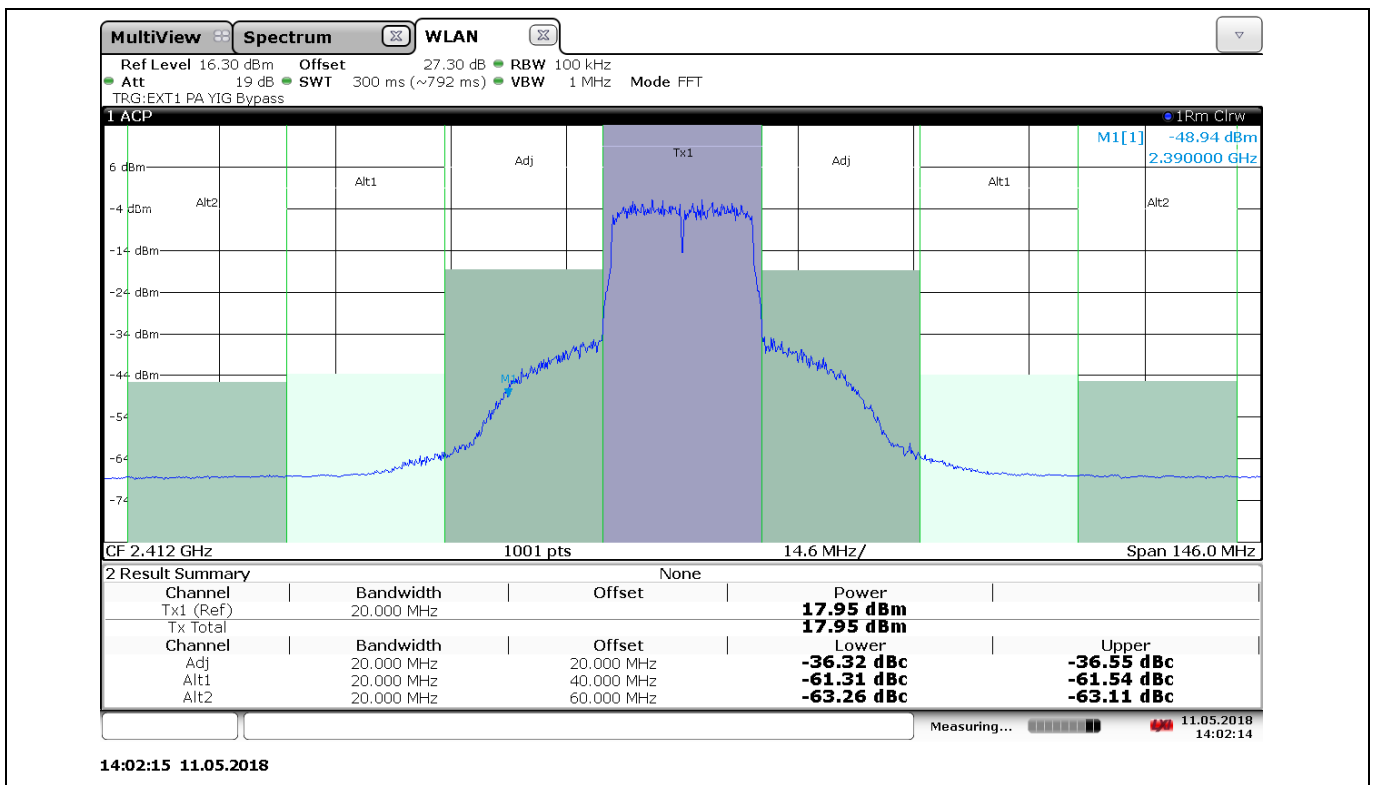 MultiView Spectrum WLAN
Ref Level 16.30 dBm Offset 27.30 dB RBW 100 kHz
Att 19 dB SWT 300 ms (~792 ms) VBW 1 MHz Mode FFT
TRG:EXT1 PA YIG Bypass
1 ACP 1Rm Clrw
M1[1] -48.94 dBm
2.390000 GHz
Tx1
Adj Adj
6 dBm
Alt1 Alt1
Alt2 Alt2
-4 dBm
-14 dBm
-24 dBm
-34 dBm
-44 dBm
M1
-54
-64
-74
CF 2.412 GHz 1001 pts 14.6 MHz/ Span 146.0 MHz
2 Result Summary None
Channel Bandwidth Offset Power
Tx1 (Ref) 20.000 MHz 17.95 dBm
Tx Total 17.95 dBm
Channel Bandwidth Offset Lower Upper
Adj 20.000 MHz 20.000 MHz -36.32 dBc -36.55 dBc
Alt1 20.000 MHz 40.000 MHz -61.31 dBc -61.54 dBc
Alt2 20.000 MHz 60.000 MHz -63.26 dBc -63.11 dBc
Measuring... 11.05.2018
14:02:14
14:02:15 11.05.2018